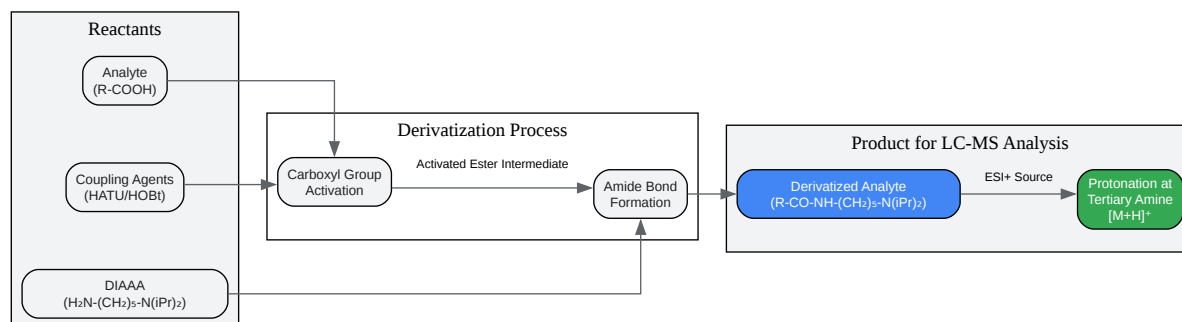 Reactants
Analyte
(R-COOH)
Coupling Agents
(HATU/HOBt)
DIAAA
(H₂N-(CH₂)₅-N(iPr)₂)
Derivatization Process
Carboxyl Group
Activation
Activated Ester Intermediate
Amide Bond
Formation
Product for LC-MS Analysis
Derivatized Analyte
(R-CO-NH-(CH₂)₅-N(iPr)₂)
ESI+ Source
Protonation at
Tertiary Amine
[M+H]⁺